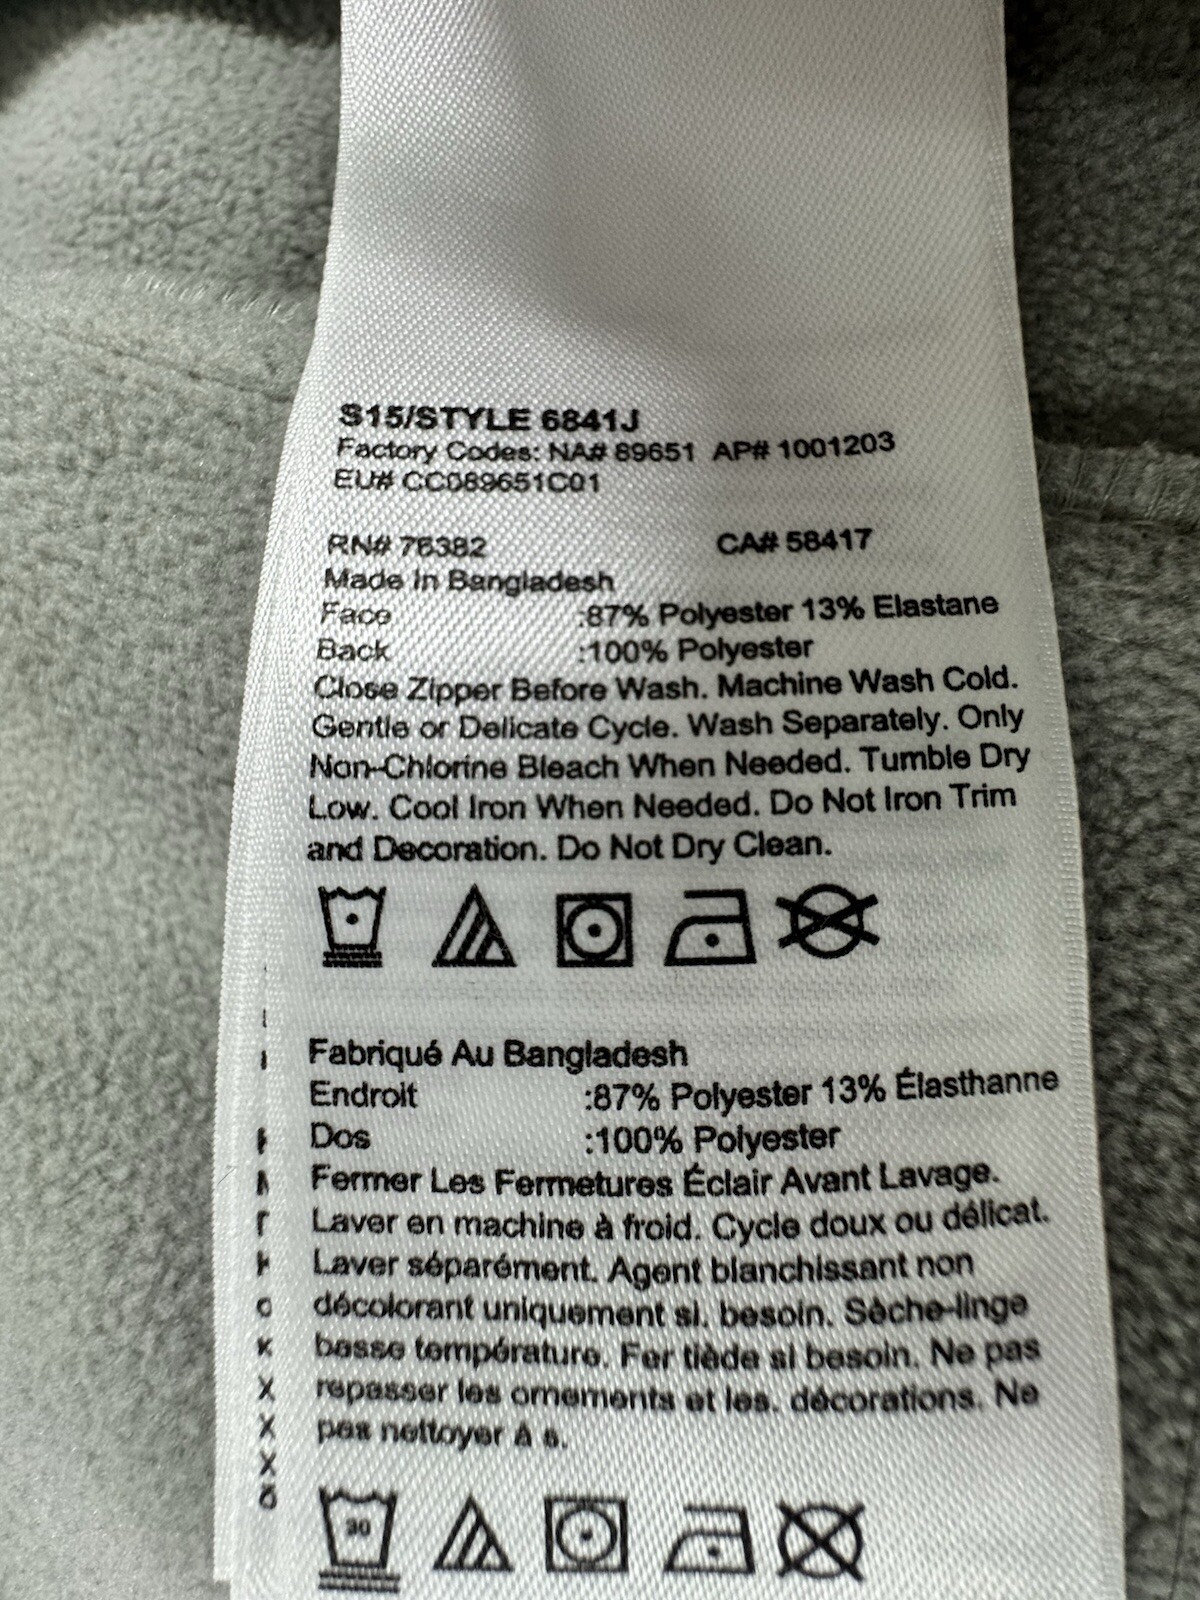 S15/STYLE 6841J
Factory Codes: NA# 89651 AP# 1001203
EU# CC089651C01
RN# 76382 CA# 58417
Made In Bangladesh
Face :87% Polyester 13% Elastane
Back :100% Polyester
Close Zipper Before Wash. Machine Wash Cold.
Gentle or Delicate Cycle. Wash Separately. Only
Non-Chlorine Bleach When Needed. Tumble Dry
Low. Cool Iron When Needed. Do Not Iron Trim
and Decoration. Do Not Dry Clean.
Fabriqué Au Bangladesh
Endroit :87% Polyester 13% Élasthanne
Dos :100% Polyester
Fermer Les Fermetures Éclair Avant Lavage.
Laver en machine à froid. Cycle doux ou délicat.
Laver séparément. Agent blanchissant non
décolorant uniquement si. besoin. Sèche-linge
basse température. Fer tiède si besoin. Ne pas
repasser les ornements et les. décorations. Ne
pas nettoyer à s.
30